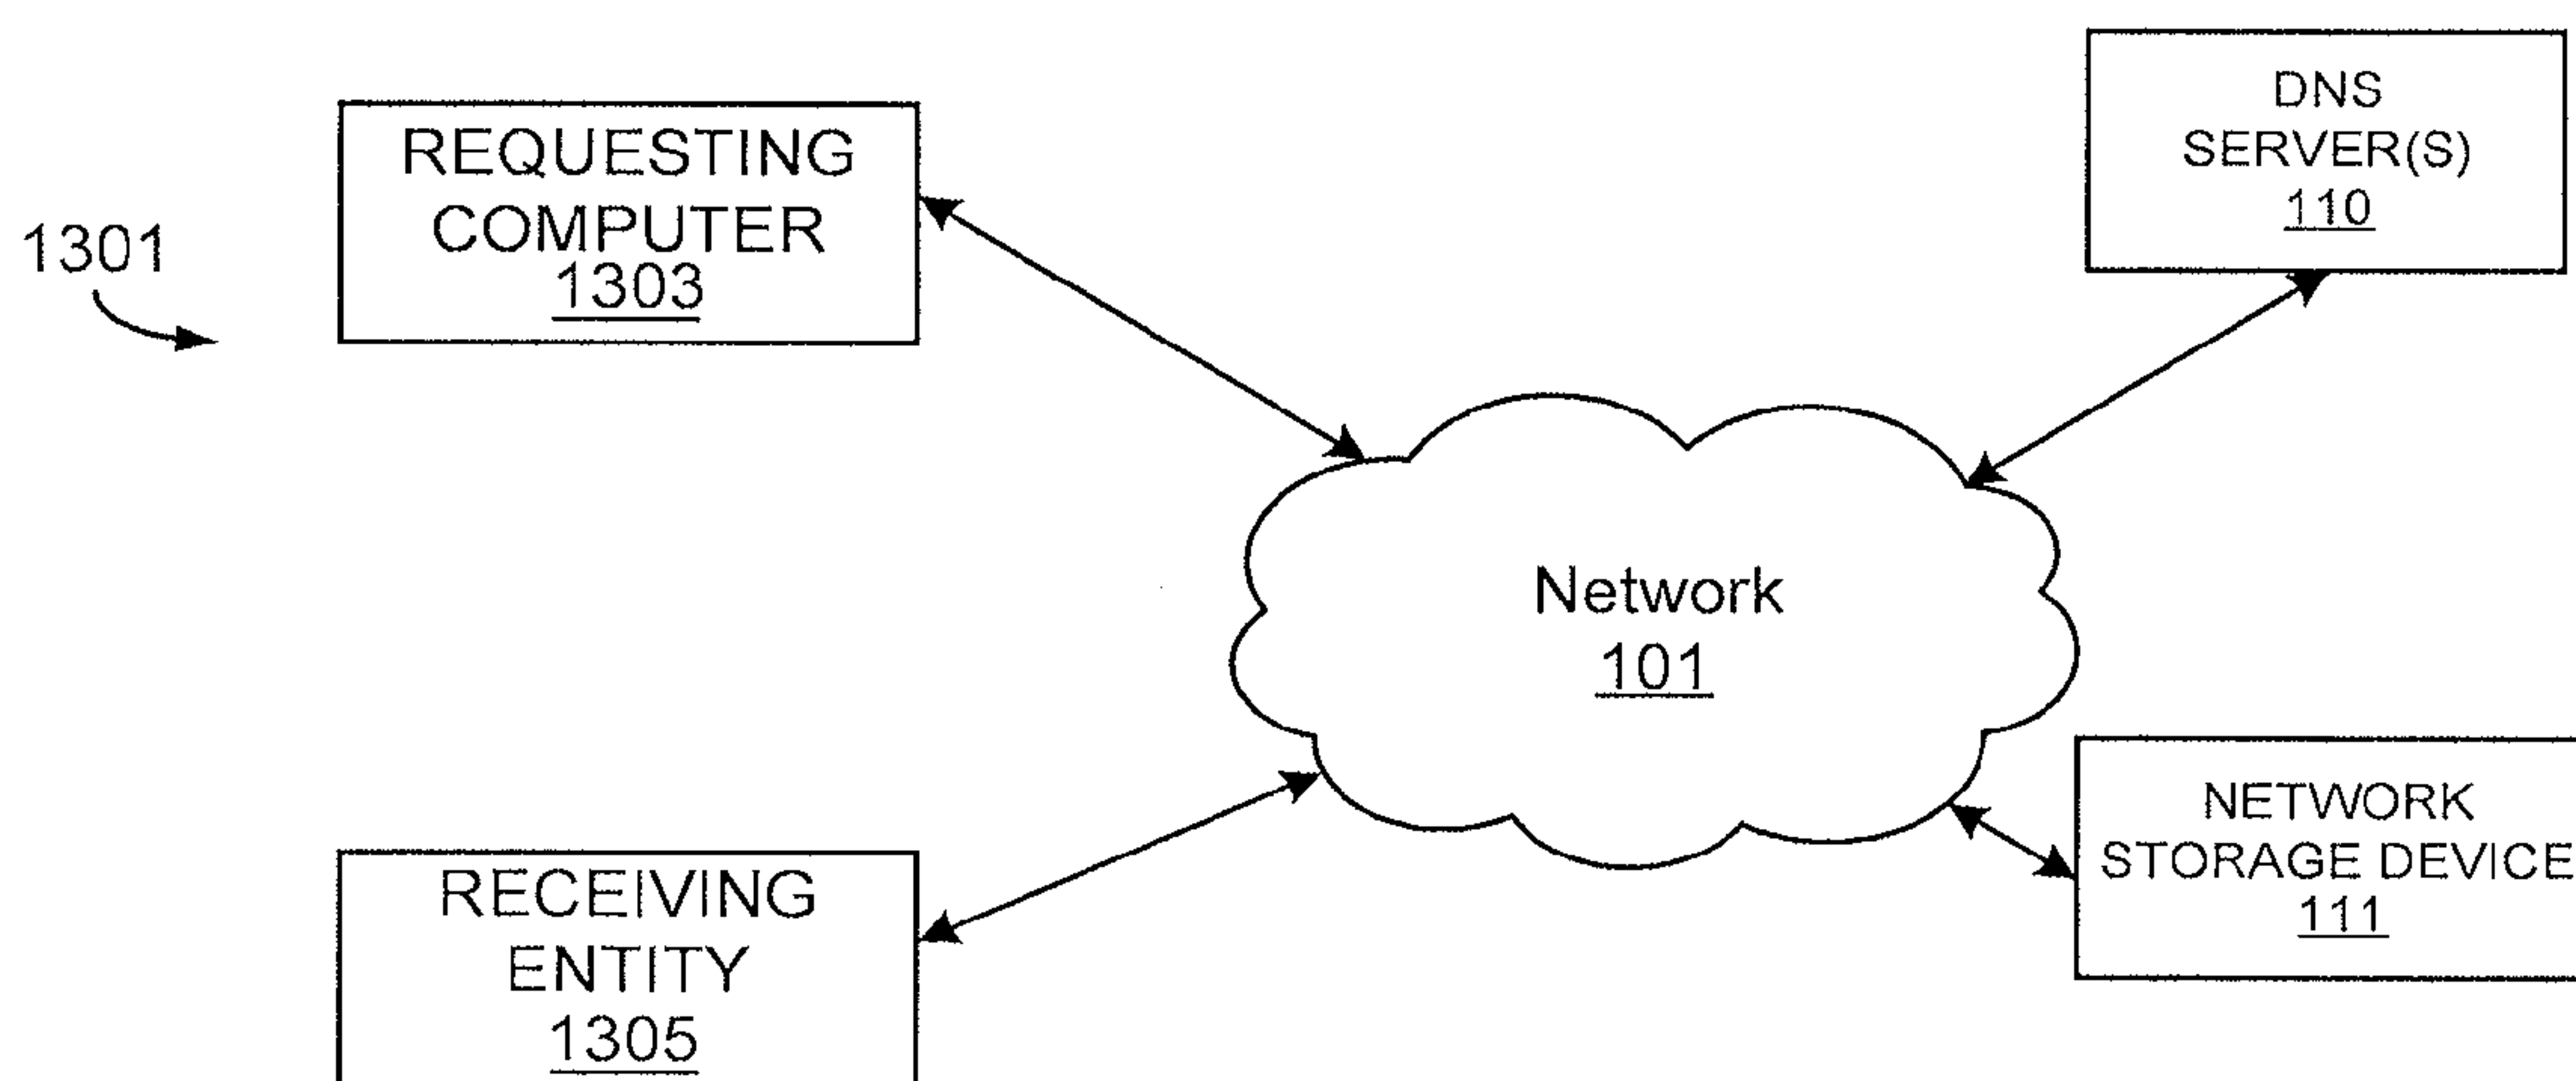 1301
REQUESTING
COMPUTER
1303
DNS
SERVER(S)
110
Network
101
RECEIVING
ENTITY
1305
NETWORK
STORAGE DEVICE
111